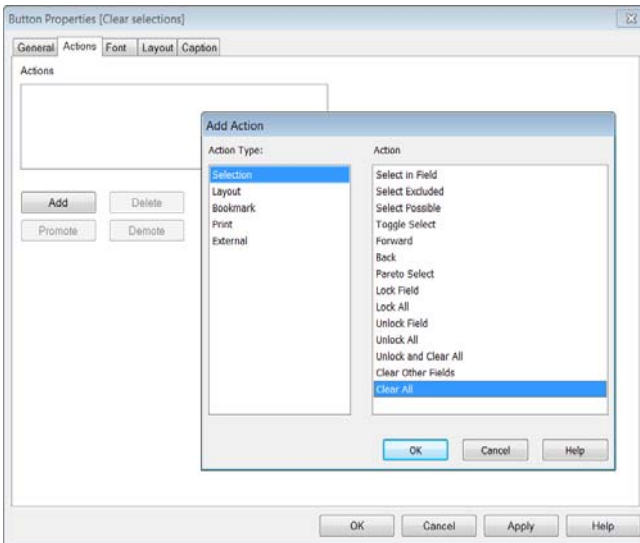 Button Properties [Clear selections]
General Actions Font Layout Caption
Actions
Add Action
Action Type:
Action
Selection
Layout
Bookmark
Print
External
Select in Field
Select Excluded
Select Possible
Toggle Select
Forward
Back
Pareto Select
Lock Field
Lock All
Unlock Field
Unlock All
Unlock and Clear All
Clear Other Fields
Clear All
Add Delete
Promote Demote
OK Cancel Help
OK Cancel Apply Help